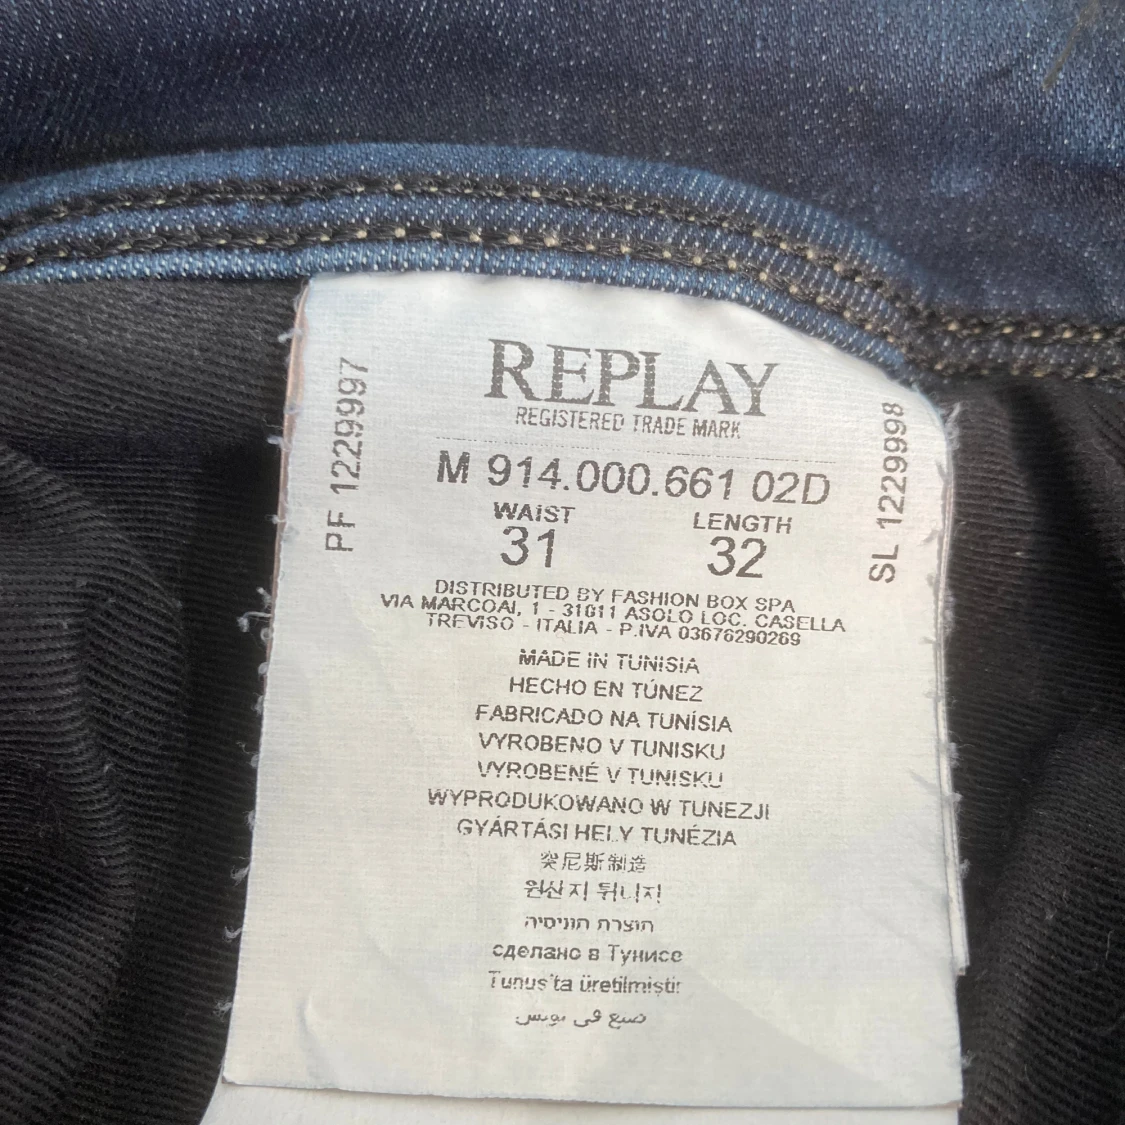 REPLAY
REGISTERED TRADE MARK
M 914.000.661 02D
WAIST LENGTH
31 32
PF 1229997
SL 1229998
DISTRIBUTED BY FASHION BOX SPA
VIA MARCOAI, 1 - 31011 ASOLO LOC. CASELLA
TREVISO - ITALIA - P.IVA 03676290269
MADE IN TUNISIA
HECHO EN TÚNEZ
FABRICADO NA TUNÍSIA
VYROBENO V TUNISKU
VYROBENÉ V TUNISKU
WYPRODUKOWANO W TUNEZJI
GYÁRTÁSI HELY TUNÉZIA
突尼斯制造
원산지 튀니지
תוצרת תוניסיה
сделано в Тунисе
Tunus'ta üretilmiştir
صنع في تونس